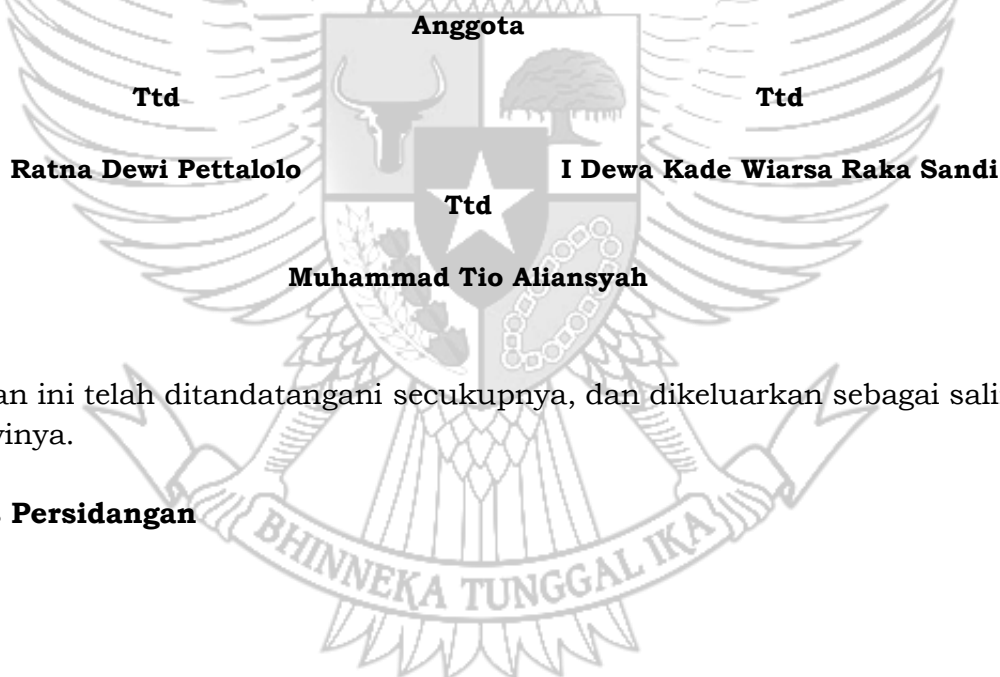 Anggota
Ttd Ttd
Ratna Dewi Pettalolo I Dewa Kade Wiarsa Raka Sandi
Ttd
Muhammad Tio Aliansyah
an ini telah ditandatangani secukupnya, dan dikeluarkan sebagai sali
inya.
Persidangan
BHINNEKA TUNGGAL IKA